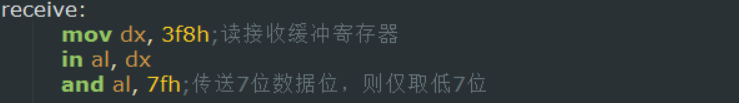 receive:
mov dx, 3f8h;读接收缓冲寄存器
in al, dx
and al, 7fh;传送7位数据位，则仅取低7位